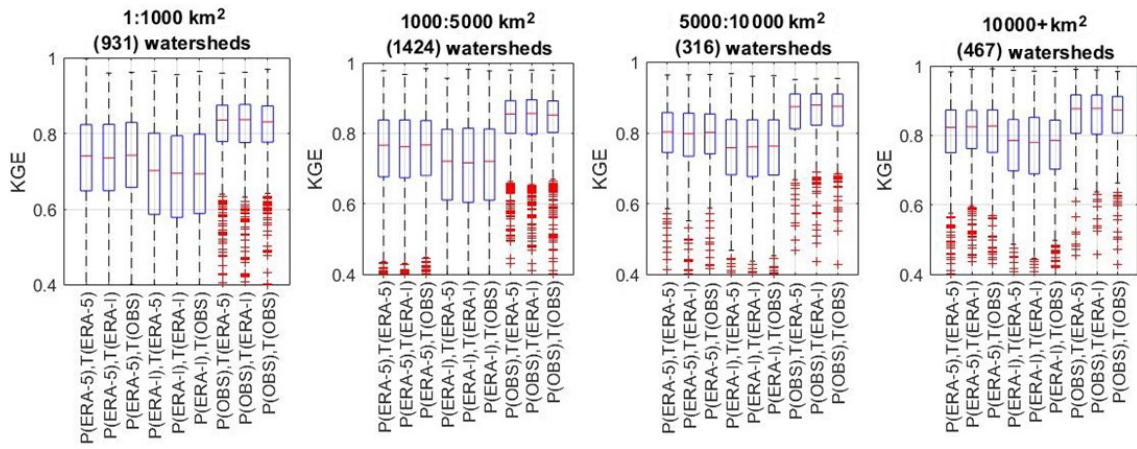 1:1000 km²
(931) watersheds
1
0.8
0.6
0.4
KGE
P(ERA-5),T(ERA-5)
P(ERA-5),T(ERA-I)
P(ERA-5),T(OBS)
P(ERA-I),T(ERA-5)
P(ERA-I),T(ERA-I)
P(ERA-I),T(OBS)
P(OBS),T(ERA-5)
P(OBS),T(ERA-I)
P(OBS),T(OBS)
1000:5000 km²
(1424) watersheds
1
0.8
0.6
0.4
KGE
P(ERA-5),T(ERA-5)
P(ERA-5),T(ERA-I)
P(ERA-5),T(OBS)
P(ERA-I),T(ERA-5)
P(ERA-I),T(ERA-I)
P(ERA-I),T(OBS)
P(OBS),T(ERA-5)
P(OBS),T(ERA-I)
P(OBS),T(OBS)
5000:10000 km²
(316) watersheds
1
0.8
0.6
0.4
KGE
P(ERA-5),T(ERA-5)
P(ERA-5),T(ERA-I)
P(ERA-5),T(OBS)
P(ERA-I),T(ERA-5)
P(ERA-I),T(ERA-I)
P(ERA-I),T(OBS)
P(OBS),T(ERA-5)
P(OBS),T(ERA-I)
P(OBS),T(OBS)
10000+km²
(467) watersheds
1
0.8
0.6
0.4
KGE
P(ERA-5),T(ERA-5)
P(ERA-5),T(ERA-I)
P(ERA-5),T(OBS)
P(ERA-I),T(ERA-5)
P(ERA-I),T(ERA-I)
P(ERA-I),T(OBS)
P(OBS),T(ERA-5)
P(OBS),T(ERA-I)
P(OBS),T(OBS)